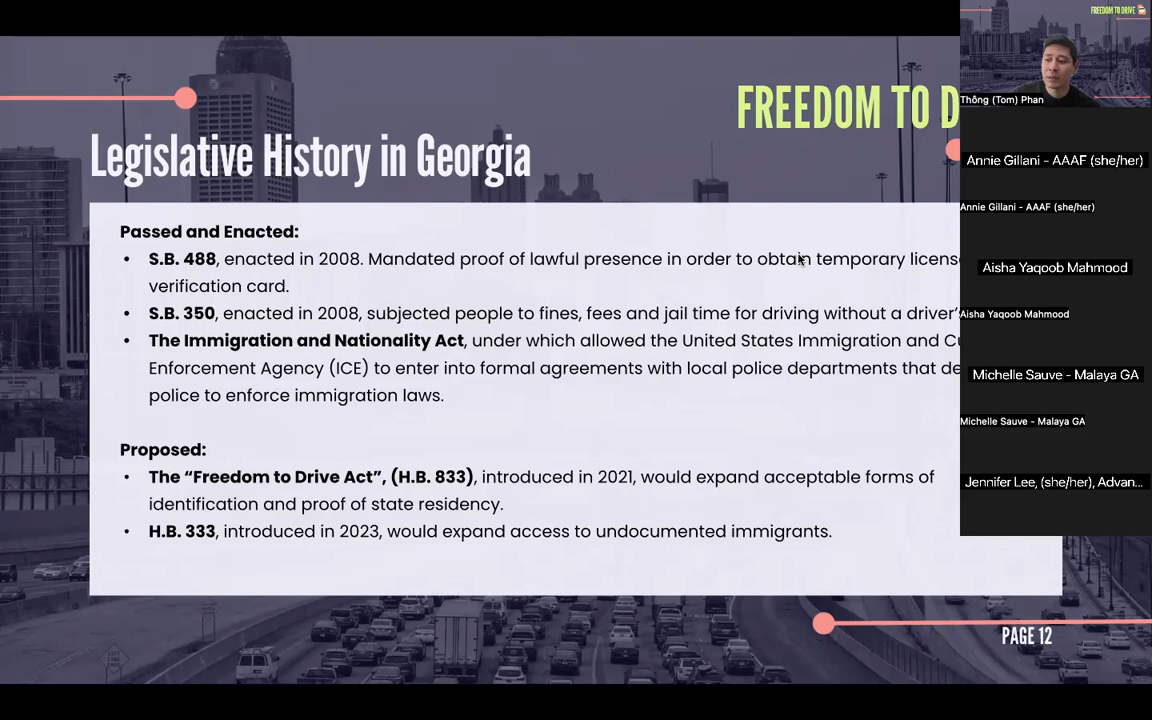 FREEDOM TO DRIVE
Thông (Tom) Phan
FREEDOM TO D
Legislative History in Georgia
Passed and Enacted:
• S.B. 488, enacted in 2008. Mandated proof of lawful presence in order to obtain temporary licens
verification card.
• S.B. 350, enacted in 2008, subjected people to fines, fees and jail time for driving without a driver'
• The Immigration and Nationality Act, under which allowed the United States Immigration and Cu
Enforcement Agency (ICE) to enter into formal agreements with local police departments that de
police to enforce immigration laws.
Proposed:
• The “Freedom to Drive Act”, (H.B. 833), introduced in 2021, would expand acceptable forms of
identification and proof of state residency.
• H.B. 333, introduced in 2023, would expand access to undocumented immigrants.
PAGE 12
Annie Gillani - AAAF (she/her)
Annie Gillani - AAAF (she/her)
Aisha Yaqoob Mahmood
Aisha Yaqoob Mahmood
Michelle Sauve - Malaya GA
Michelle Sauve - Malaya GA
Jennifer Lee, (she/her), Advan...